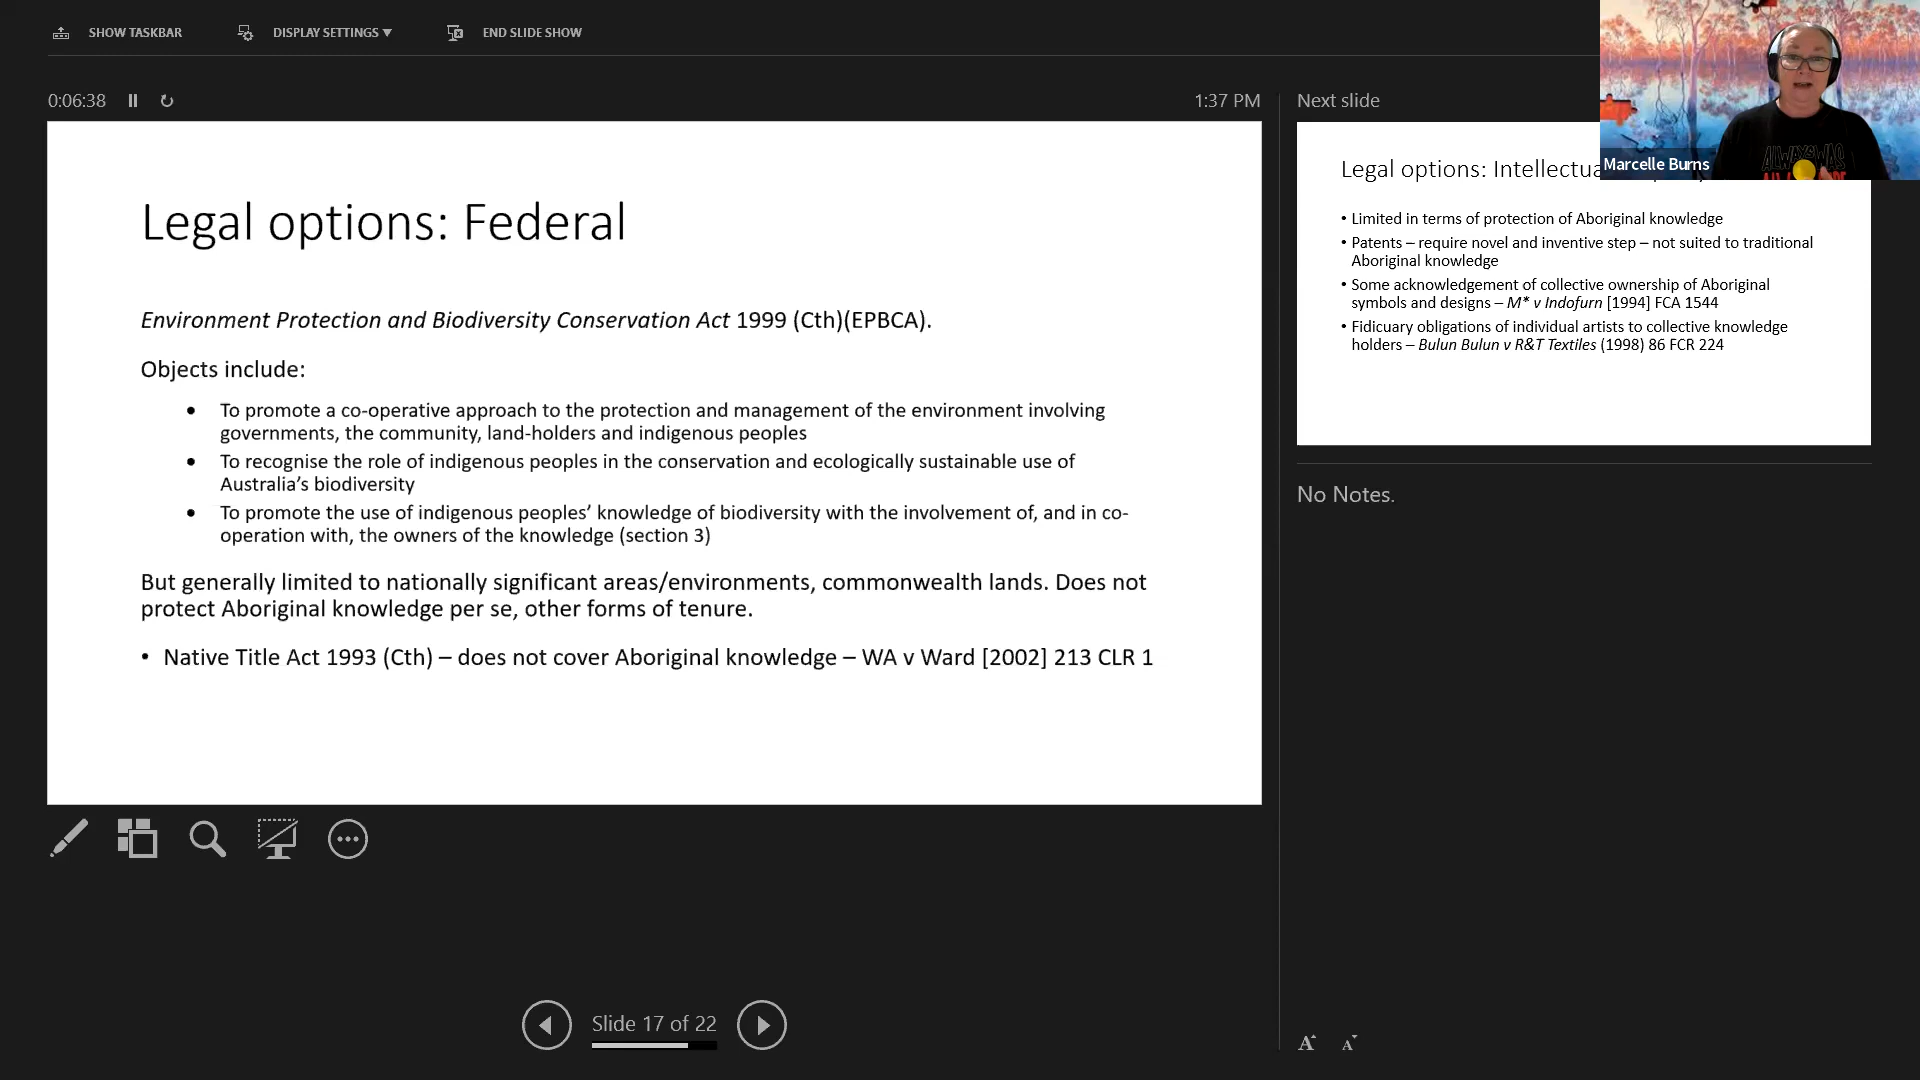 SHOW TASKBAR
DISPLAY SETTINGS ▼
END SLIDE SHOW
0:06:38
1:37 PM
Legal options: Federal
Environment Protection and Biodiversity Conservation Act 1999 (Cth)(EPBCA).
Objects include:
• To promote a co-operative approach to the protection and management of the environment involving
governments, the community, land-holders and indigenous peoples
• To recognise the role of indigenous peoples in the conservation and ecologically sustainable use of
Australia's biodiversity
• To promote the use of indigenous peoples' knowledge of biodiversity with the involvement of, and in co-
operation with, the owners of the knowledge (section 3)
But generally limited to nationally significant areas/environments, commonwealth lands. Does not
protect Aboriginal knowledge per se, other forms of tenure.
• Native Title Act 1993 (Cth) – does not cover Aboriginal knowledge – WA v Ward [2002] 213 CLR 1
Slide 17 of 22
Next slide
Legal options:
• Limited in terms of protection of Aboriginal knowledge
• Patents – require novel and inventive step – not suited to traditional
Aboriginal knowledge
• Some acknowledgement of collective ownership of Aboriginal
symbols and designs – M* v Indofurn [1994] FCA 1544
• Fidicuary obligations of individual artists to collective knowledge
holders – Bulun Bulun v R&T Textiles (1998) 86 FCR 224
No Notes.
A A
Marcelle Burns
ALWAYS WAS